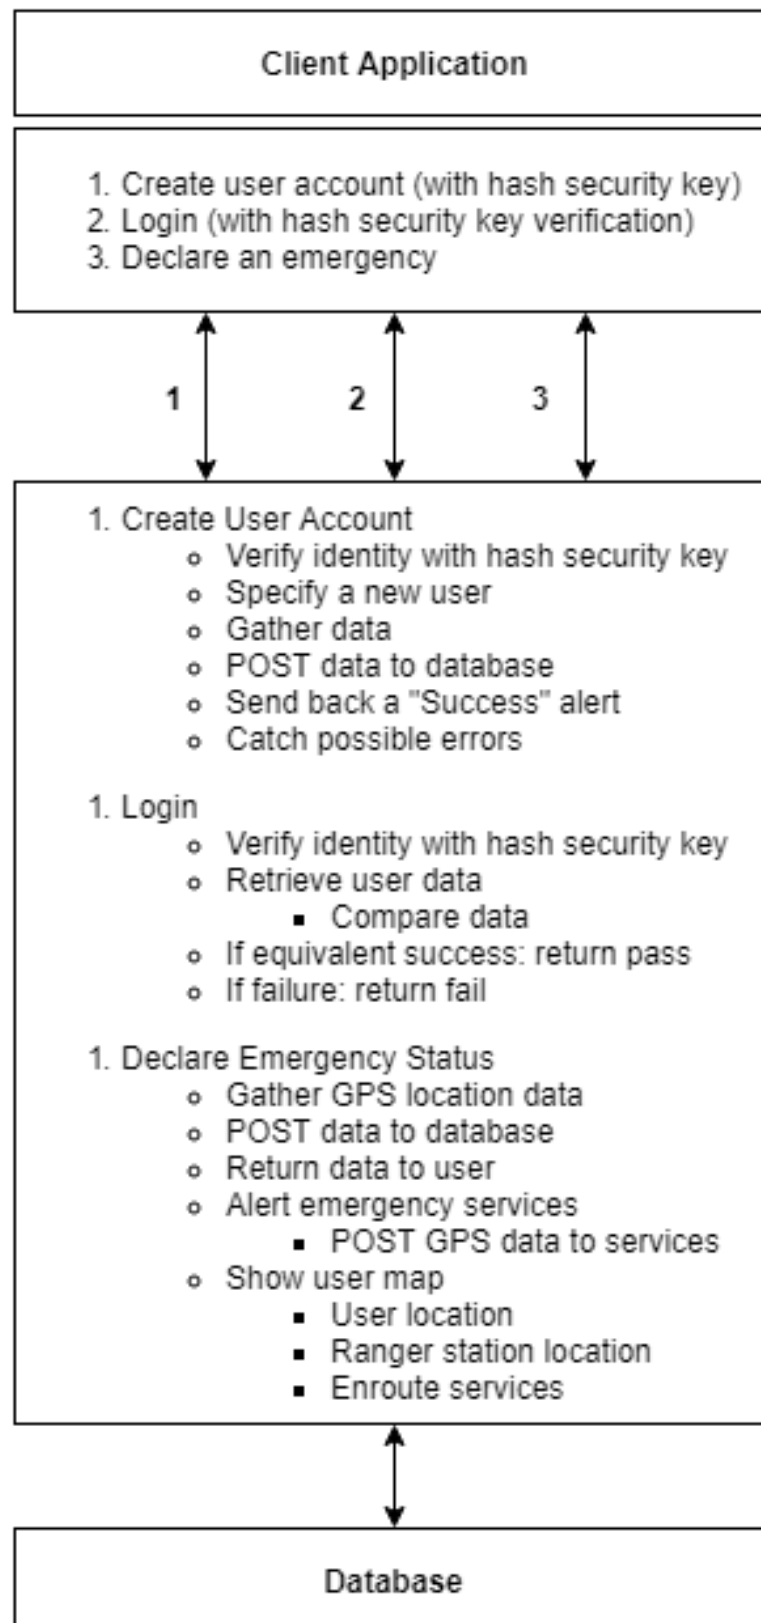 Client Application
1. Create user account (with hash security key)
2. Login (with hash security key verification)
3. Declare an emergency
1 2 3
1. Create User Account
Verify identity with hash security key
Specify a new user
Gather data
POST data to database
Send back a "Success" alert
Catch possible errors
1. Login
Verify identity with hash security key
Retrieve user data
Compare data
If equivalent success: return pass
If failure: return fail
1. Declare Emergency Status
Gather GPS location data
POST data to database
Return data to user
Alert emergency services
POST GPS data to services
Show user map
User location
Ranger station location
Enroute services
Database